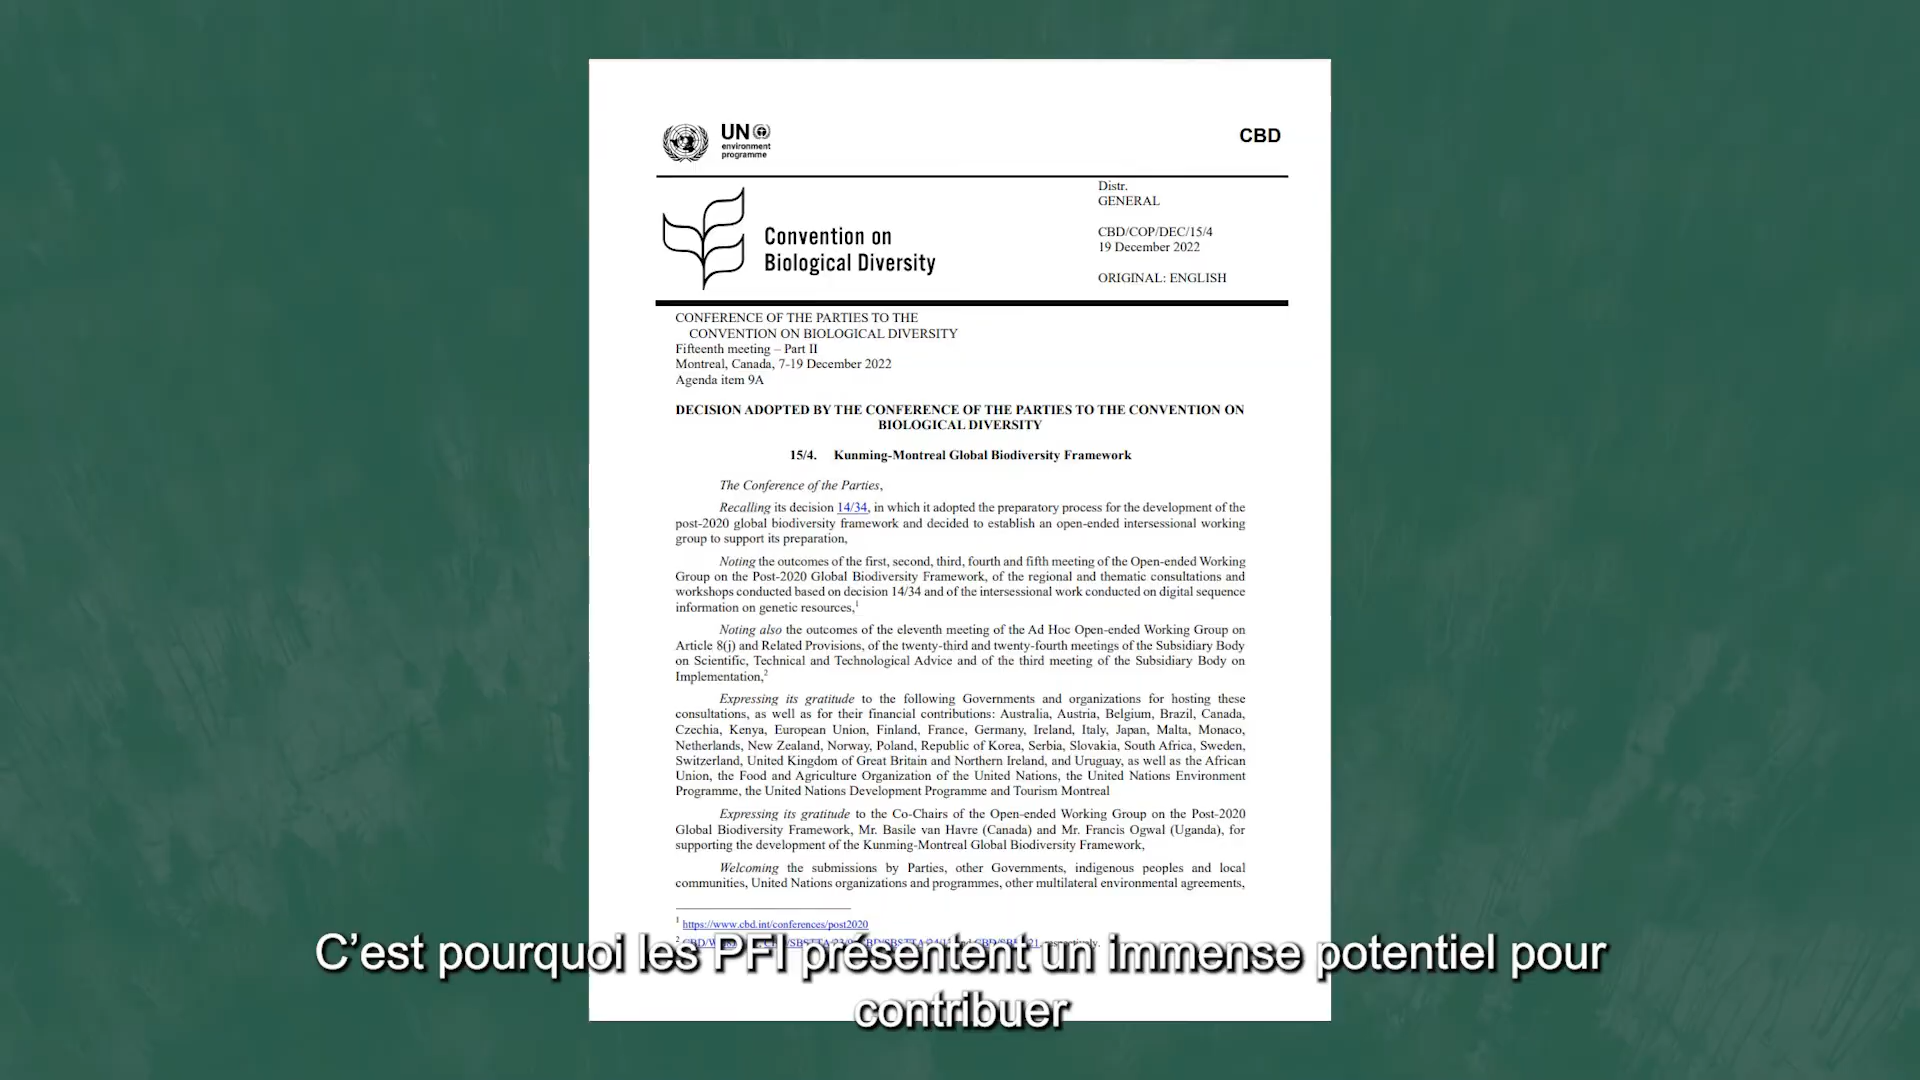 UN
environment
programme
CBD
Convention on
Biological Diversity
Distr.
GENERAL
CBD/COP/DEC/15/4
19 December 2022
ORIGINAL: ENGLISH
CONFERENCE OF THE PARTIES TO THE
CONVENTION ON BIOLOGICAL DIVERSITY
Fifteenth meeting – Part II
Montreal, Canada, 7-19 December 2022
Agenda item 9A
DECISION ADOPTED BY THE CONFERENCE OF THE PARTIES TO THE CONVENTION ON
BIOLOGICAL DIVERSITY
15/4. Kunming-Montreal Global Biodiversity Framework
The Conference of the Parties,
Recalling its decision 14/34, in which it adopted the preparatory process for the development of the
post-2020 global biodiversity framework and decided to establish an open-ended intersessional working
group to support its preparation,
Noting the outcomes of the first, second, third, fourth and fifth meeting of the Open-ended Working
Group on the Post-2020 Global Biodiversity Framework, of the regional and thematic consultations and
workshops conducted based on decision 14/34 and of the intersessional work conducted on digital sequence
information on genetic resources,1
Noting also the outcomes of the eleventh meeting of the Ad Hoc Open-ended Working Group on
Article 8(j) and Related Provisions, of the twenty-third and twenty-fourth meetings of the Subsidiary Body
on Scientific, Technical and Technological Advice and of the third meeting of the Subsidiary Body on
Implementation,2
Expressing its gratitude to the following Governments and organizations for hosting these
consultations, as well as for their financial contributions: Australia, Austria, Belgium, Brazil, Canada,
Czechia, Kenya, European Union, Finland, France, Germany, Ireland, Italy, Japan, Malta, Monaco,
Netherlands, New Zealand, Norway, Poland, Republic of Korea, Serbia, Slovakia, South Africa, Sweden,
Switzerland, United Kingdom of Great Britain and Northern Ireland, and Uruguay, as well as the African
Union, the Food and Agriculture Organization of the United Nations, the United Nations Environment
Programme, the United Nations Development Programme and Tourism Montreal
Expressing its gratitude to the Co-Chairs of the Open-ended Working Group on the Post-2020
Global Biodiversity Framework, Mr. Basile van Havre (Canada) and Mr. Francis Ogwal (Uganda), for
supporting the development of the Kunming-Montreal Global Biodiversity Framework,
Welcoming the submissions by Parties, other Governments, indigenous peoples and local
communities, United Nations organizations and programmes, other multilateral environmental agreements,
1 https://www.cbd.int/conferences/post2020
2
C’est pourquoi les PFI présentent un immense potentiel pour
contribuer